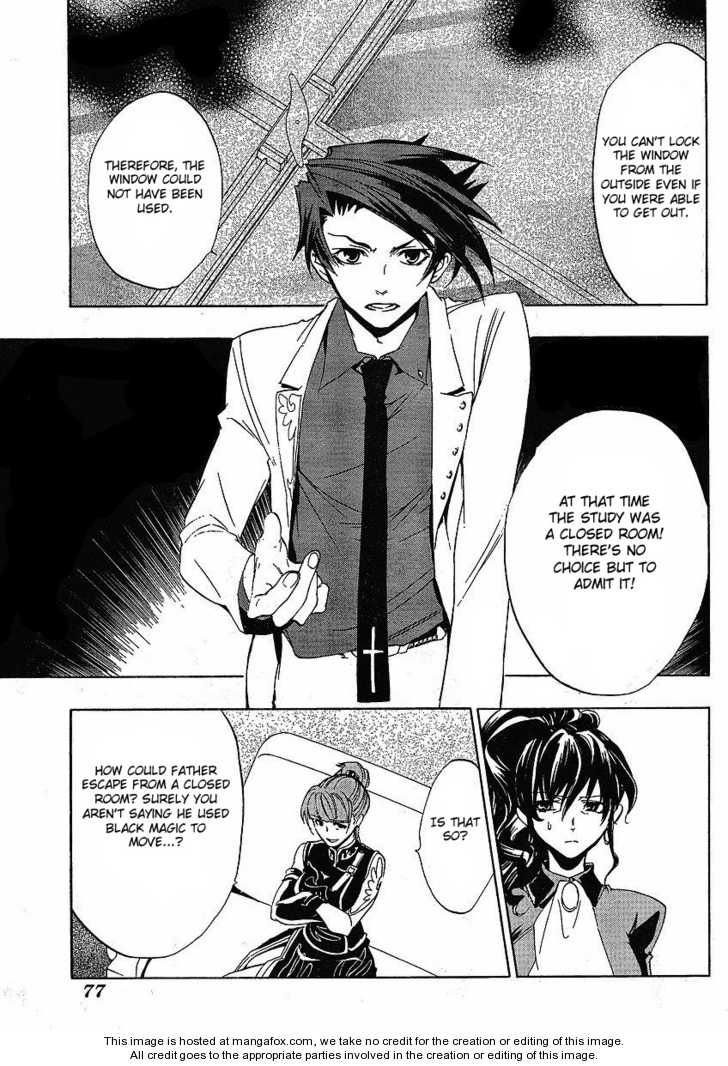 YOU CAN'T LOCK
THE WINDOW
FROM THE
OUTSIDE EVEN IF
YOU WERE ABLE
TO GET OUT.
THEREFORE, THE
WINDOW COULD
NOT HAVE BEEN
USED.
AT THAT TIME
THE STUDY WAS
A CLOSED ROOM!
THERE'S NO
CHOICE BUT TO
ADMIT IT!
IS THAT
SO?
HOW COULD FATHER
ESCAPE FROM A CLOSED
ROOM? SURELY YOU
AREN'T SAYING HE USED
BLACK MAGIC TO
MOVE...?
77
This image is hosted at mangafox.com, we take no credit for the creation or editing of this image.
All credit goes to the appropriate parties involved in the creation or editing of this image.